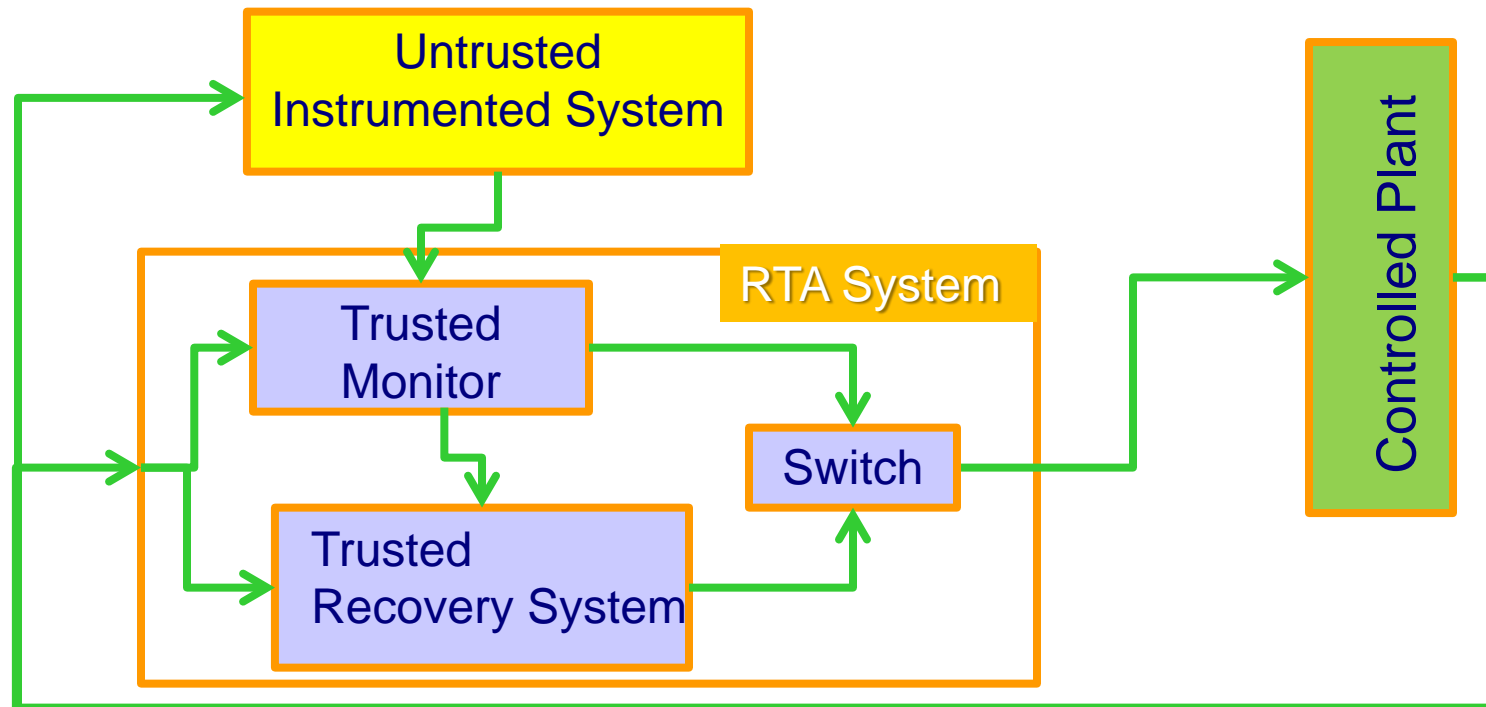 Untrusted
Instrumented System
Controlled Plant
RTA System
Trusted
Monitor
Switch
Trusted
Recovery System